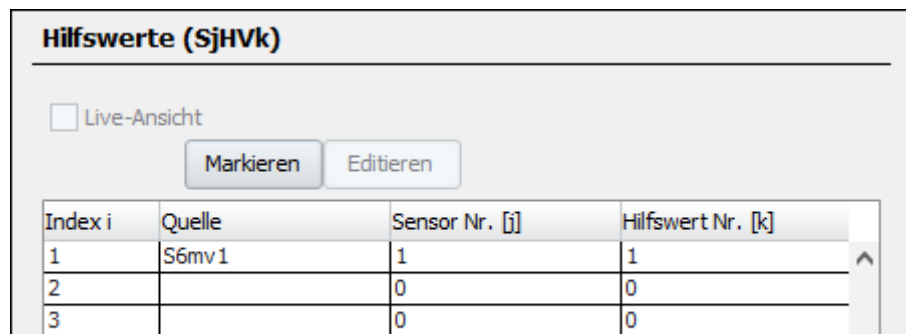 Hilfswerte (SjHVk)
Live-Ansicht
Markieren Editieren
Index i Quelle Sensor Nr. [j] Hilfswert Nr. [k]
1 S6mv1 1 1
2 0 0
3 0 0